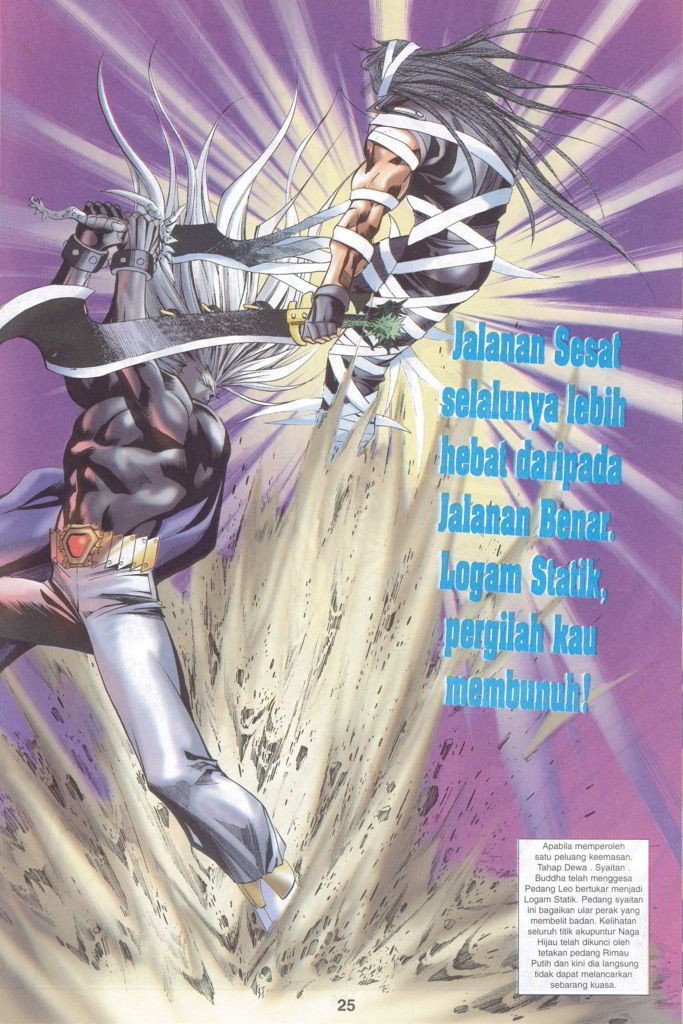 Jalanan Sesat
selalunya lebih
hebat daripada
Jalanan Benar.
Logam Statik,
pergilah kau
membunuh!
Apabila memperoleh
satu peluang keemasan,
Tahap Dewa . Syaitan .
Buddha telah menggesa
Pedang Leo bertukar menjadi
Logam Statik. Pedang syaitan
ini bagaikan ular perak yang
membelit badan. Kelihatan
seluruh titik akupuntur Naga
Hijau telah dikunci oleh
tetakan pedang Rimau
Putih dan kini dia langsung
tidak dapat melancarkan
sebarang kuasa.
25